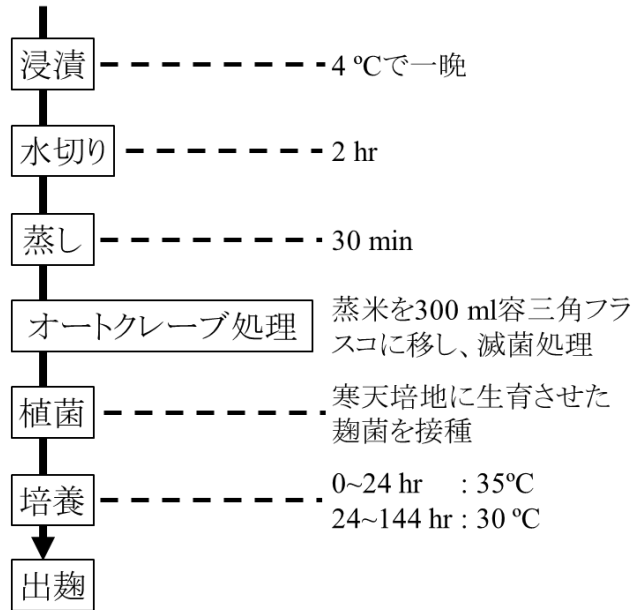 浸漬
4 ℃で一晩
水切り
2 hr
蒸し
30 min
オートクレーブ処理
蒸米を300 ml容三角フラ
スコに移し、滅菌処理
植菌
寒天培地に生育させた
麹菌を接種
培養
0~24 hr : 35℃
24~144 hr : 30 ℃
出麹